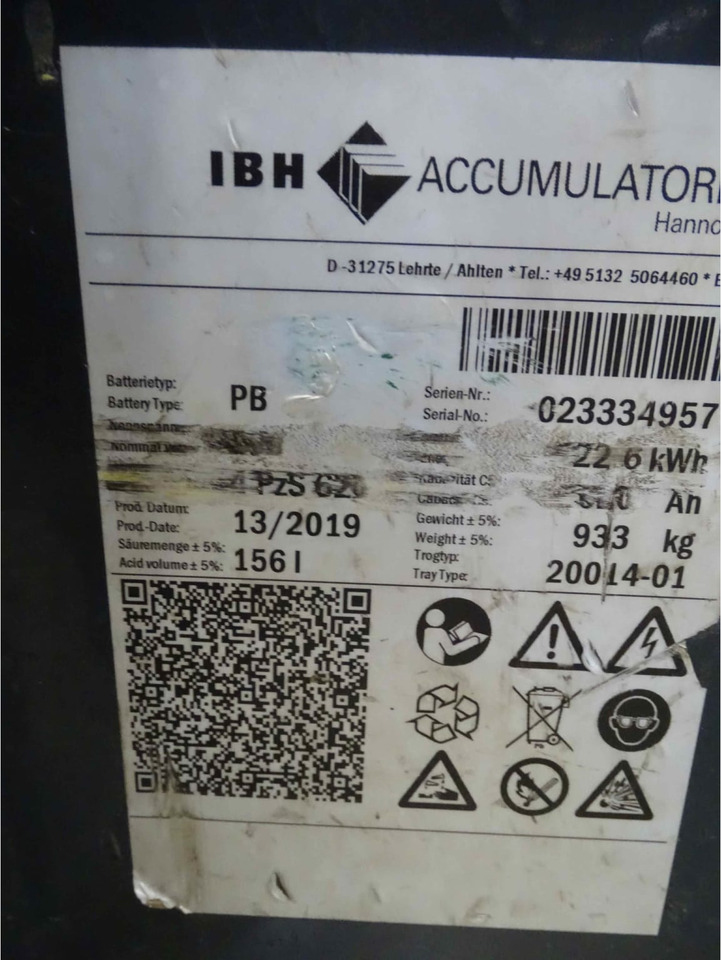 IBH ACCUMULATOR
Hanno
D-31275 Lehrte / Ahlten * Tel.: +49 5132 5064460 * E
Batterietyp:
Battery Type:
PB
Serien-Nr.:
Serial-No.:
023334957
22 6 kWh
PzS
Ah
Prod. Datum:
Prod.-Date:
13/2019
Gewicht ± 5%:
Weight ± 5%:
933 kg
Säuremenge ± 5%:
Acid volume ± 5%:
156 l
Trogtyp:
Tray Type:
20014-01